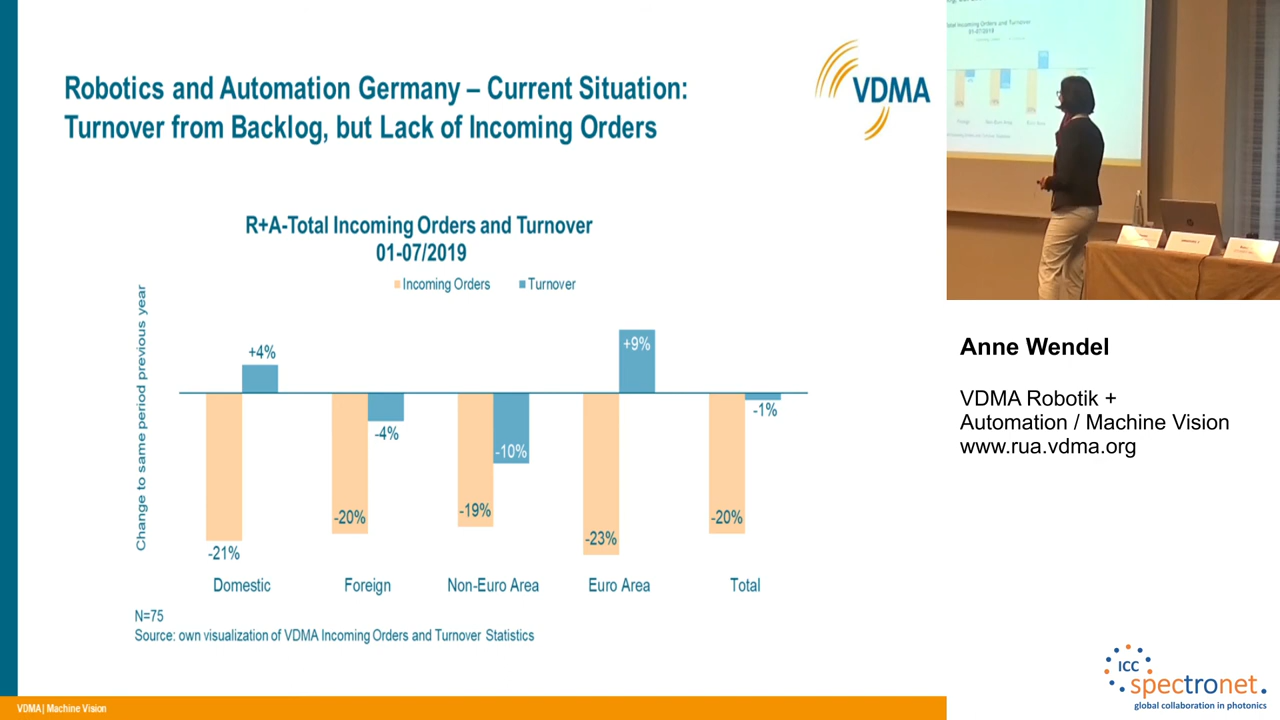 Robotics and Automation Germany – Current Situation:
Turnover from Backlog, but Lack of Incoming Orders
VDMA
R+A-Total Incoming Orders and Turnover
01-07/2019
Incoming Orders
Turnover
Change to same period previous year
+4%
-21%
-4%
-20%
-10%
-19%
+9%
-23%
-1%
-20%
Domestic
Foreign
Non-Euro Area
Euro Area
Total
N=75
Source: own visualization of VDMA Incoming Orders and Turnover Statistics
VDMA| Machine Vision
01-07/2019
Anne Wendel
VDMA Robotik +
Automation / Machine Vision
www.rua.vdma.org
ICC
spectronet.
global collaboration in photonics